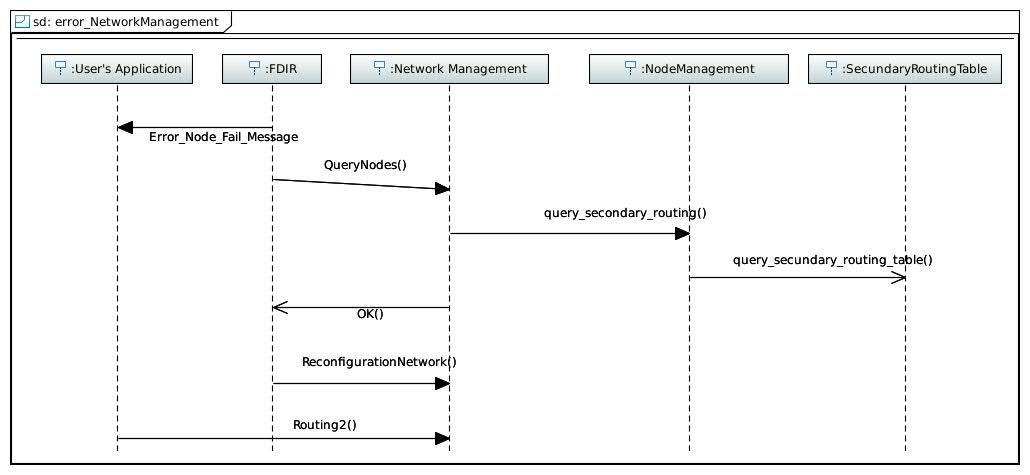 sd: error_NetworkManagement
:User's Application
:FDIR
:Network Management
:NodeManagement
:SecundaryRoutingTable
Error_Node_Fail_Message
QueryNodes()
query_secondary_routing()
query_secundary_routing_table()
OK()
ReconfigurationNetwork()
Routing2()